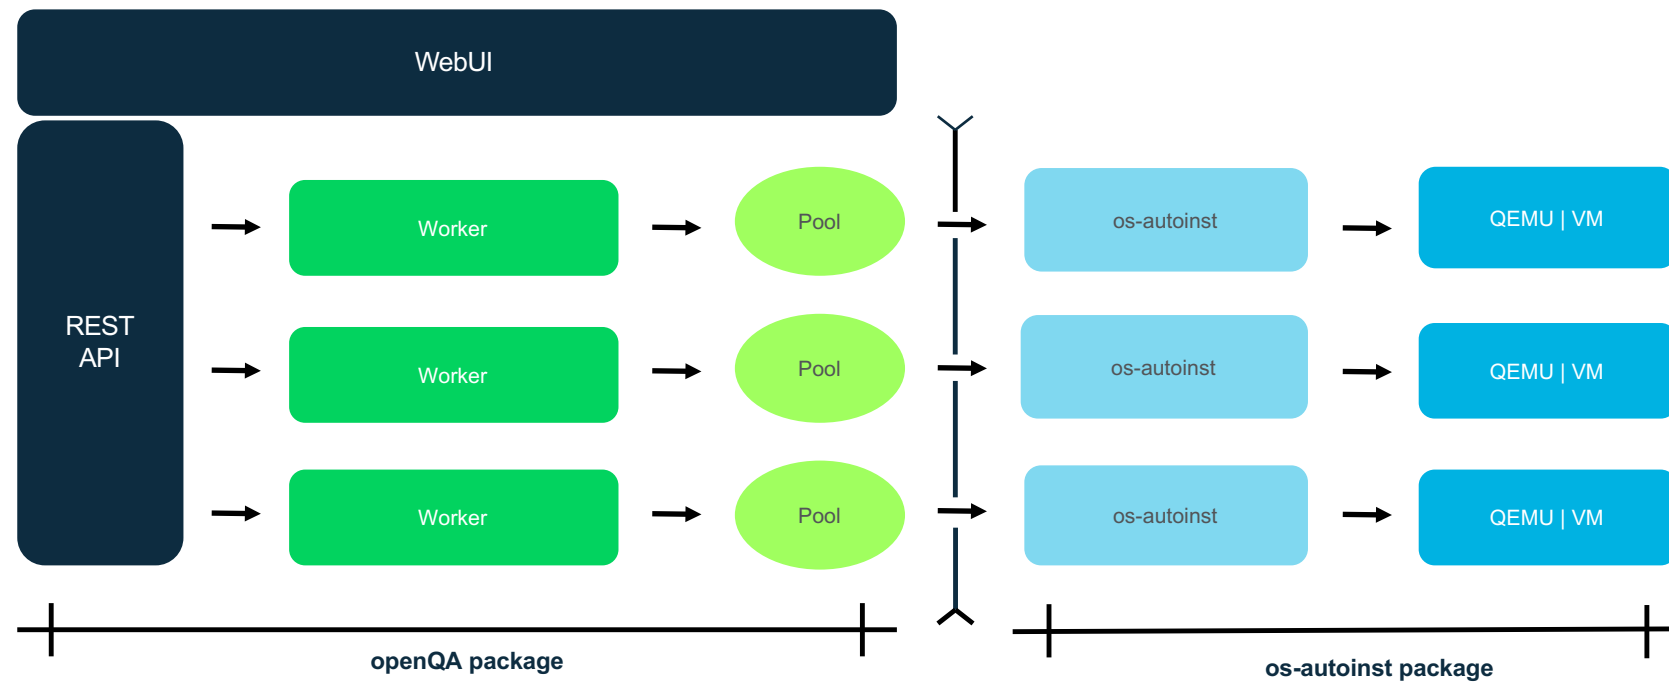 WebUI
REST
API
Worker
Pool
os-autoinst
QEMU | VM
Worker
Pool
os-autoinst
QEMU | VM
Worker
Pool
os-autoinst
QEMU | VM
openQA package
os-autoinst package